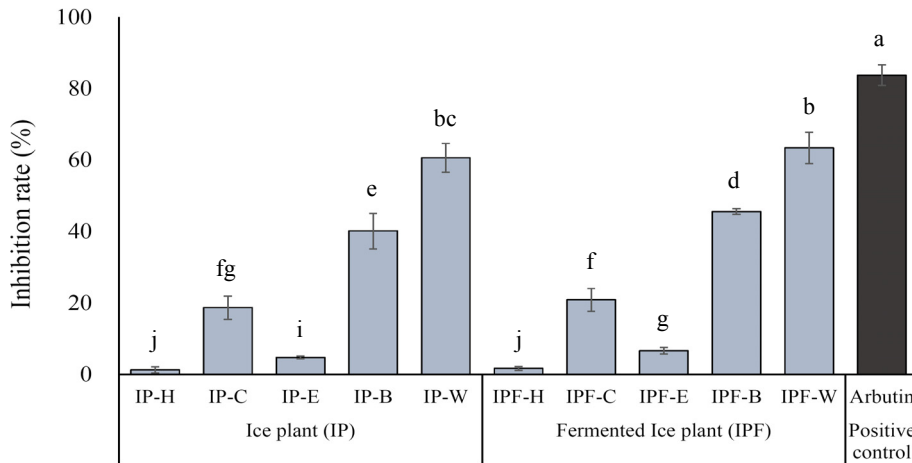 100
80
60
40
20
0
Inhibition rate (%)
j
fg
i
e
bc
j
f
g
d
b
a
IP-H IP-C IP-E IP-B IP-W IPF-H IPF-C IPF-E IPF-B IPF-W Arbutin
Ice plant (IP) Fermented Ice plant (IPF) Positive
control